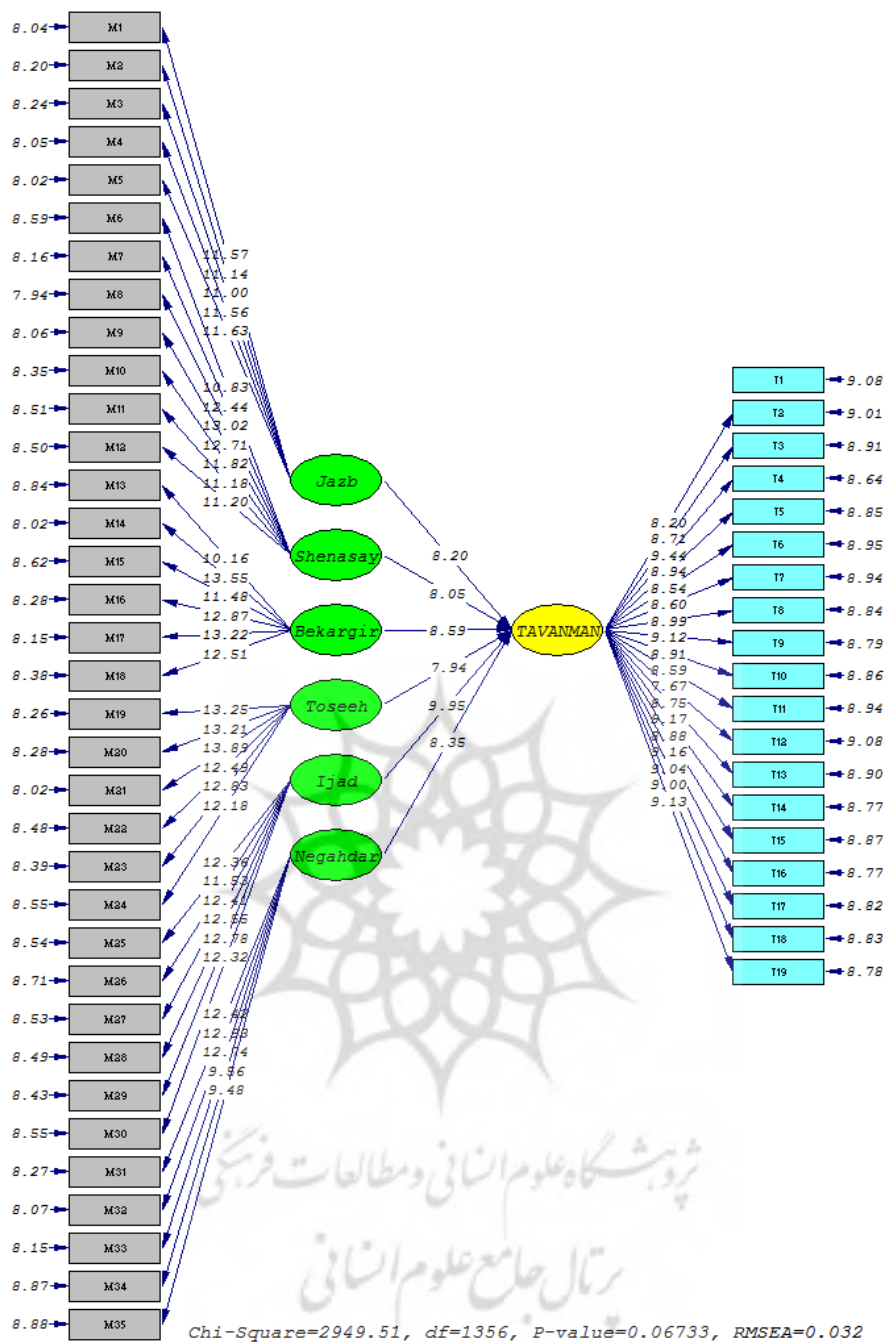 8.04 M1
8.20 M2
8.24 M3
8.05 M4
8.02 M5
8.59 M6
8.16 M7
7.94 M8
8.06 M9
8.35 M10
8.51 M11
8.50 M12
8.84 M13
8.02 M14
8.62 M15
8.28 M16
8.15 M17
8.38 M18
8.26 M19
8.28 M20
8.02 M21
8.48 M22
8.39 M23
8.55 M24
8.54 M25
8.71 M26
8.53 M27
8.49 M28
8.43 M29
8.55 M30
8.27 M31
8.07 M32
8.15 M33
8.87 M34
8.88 M35
11.57
11.14
11.00
11.56
11.63
10.83
12.44
13.02
12.71
11.82
11.18
11.20
10.16
13.55
11.48
12.87
13.22
12.51
13.25
13.21
13.89
12.49
12.83
12.18
12.36
11.53
12.41
12.55
12.78
12.32
12.42
12.93
12.74
9.56
9.48
Jazb
Shenasay
Bekargir
Toseeh
Ijad
Negahdar
8.20
8.05
8.59
7.94
9.95
8.35
TAVANMAN
8.20
8.71
9.44
8.94
8.54
8.60
8.99
9.12
8.91
8.59
7.67
8.75
9.17
8.88
9.16
9.04
9.00
9.13
T1 9.08
T2 9.01
T3 8.91
T4 8.64
T5 8.85
T6 8.95
T7 8.94
T8 8.84
T9 8.79
T10 8.86
T11 8.94
T12 9.08
T13 8.90
T14 8.77
T15 8.87
T16 8.77
T17 8.82
T18 8.83
T19 8.78
پژوهشگاه علوم انسانی و مطالعات فرهنگی
پرتال جامع علوم انسانی
Chi-Square=2949.51, df=1356, P-value=0.06733, RMSEA=0.032